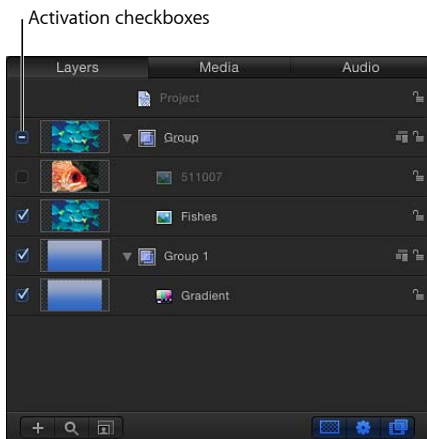 Activation checkboxes
Layers Media Audio
Project
Group
511007
Fishes
Group 1
Gradient